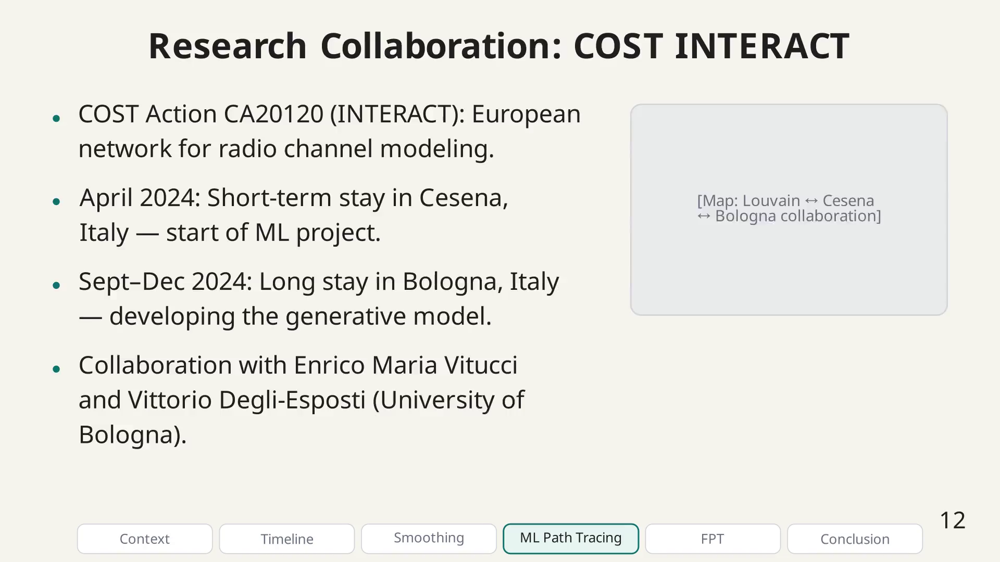 Research Collaboration: COST INTERACT
• COST Action CA20120 (INTERACT): European
network for radio channel modeling.
• April 2024: Short-term stay in Cesena,
Italy — start of ML project.
• Sept–Dec 2024: Long stay in Bologna, Italy
— developing the generative model.
• Collaboration with Enrico Maria Vitucci
and Vittorio Degli-Esposti (University of
Bologna).
[Map: Louvain ↔ Cesena
↔ Bologna collaboration]
Context
Timeline
Smoothing
ML Path Tracing
FPT
Conclusion
12